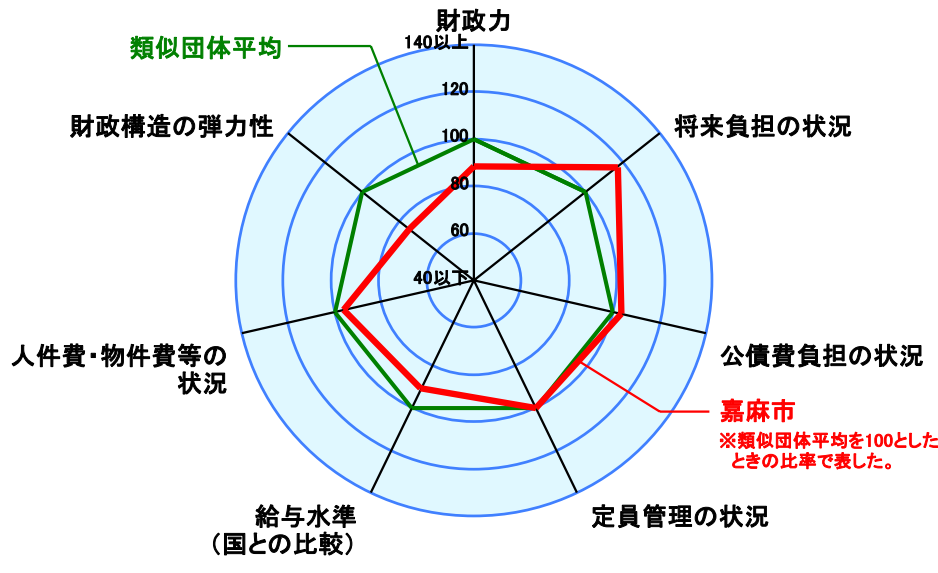 財政力
140以上
類似団体平均
120
財政構造の弾力性
将来負担の状況
100
80
60
40以下
人件費・物件費等の
状況
公債費負担の状況
嘉麻市
※類似団体平均を100とした
ときの比率で表した。
給与水準
（国との比較）
定員管理の状況